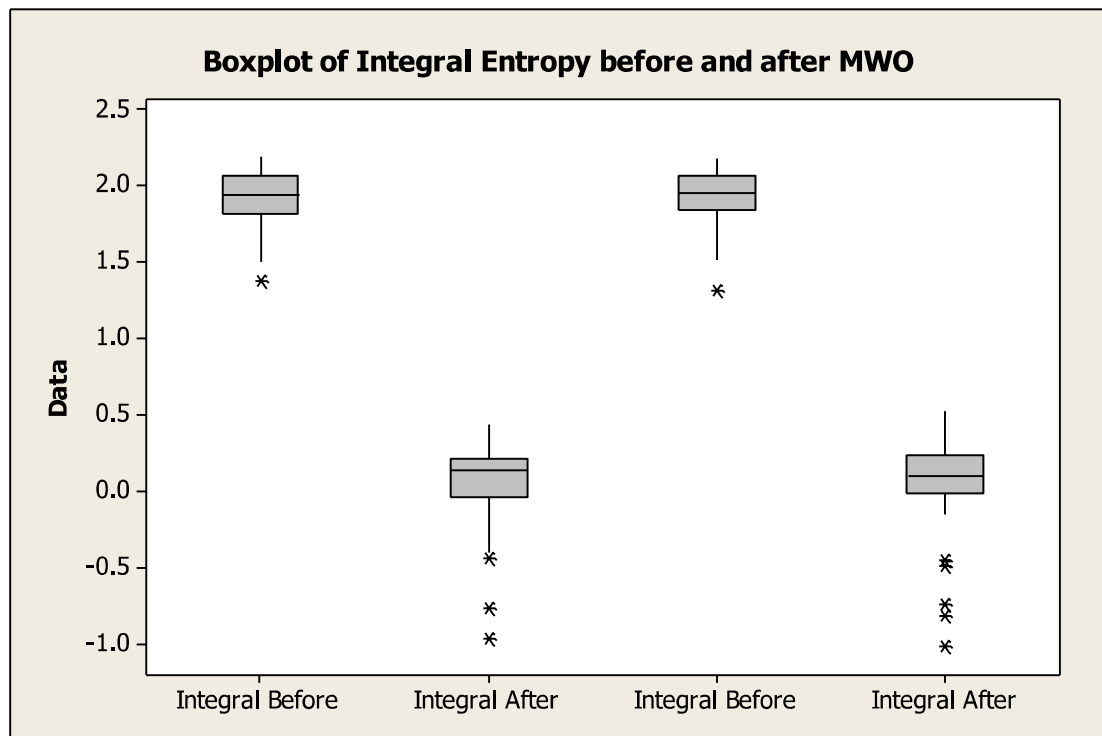 Boxplot of Integral Entropy before and after MWO
Data
2.5
2.0
1.5
1.0
0.5
0.0
-0.5
-1.0
Integral Before
Integral After
Integral Before
Integral After